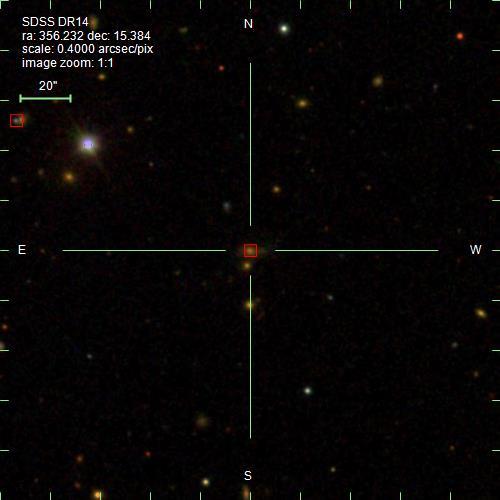 SDSS DR14
ra: 356.232 dec: 15.384
scale: 0.4000 arcsec/pix
image zoom: 1:1
20"
N
E
W
S